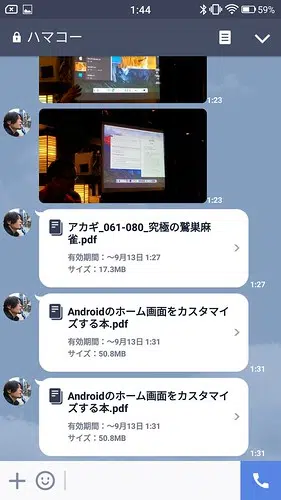 1:44
59%
ハマコー
1:23
1:23
アカギ_061-080_究極の鷲巣麻
雀.pdf
有効期間：〜9月13日 1:27
サイズ：17.3MB
1:27
Androidのホーム画面をカスタマイ
ズする本.pdf
有効期間：〜9月13日 1:31
サイズ：50.8MB
1:31
Androidのホーム画面をカスタマイ
ズする本.pdf
有効期間：〜9月13日 1:31
サイズ：50.8MB
1:31